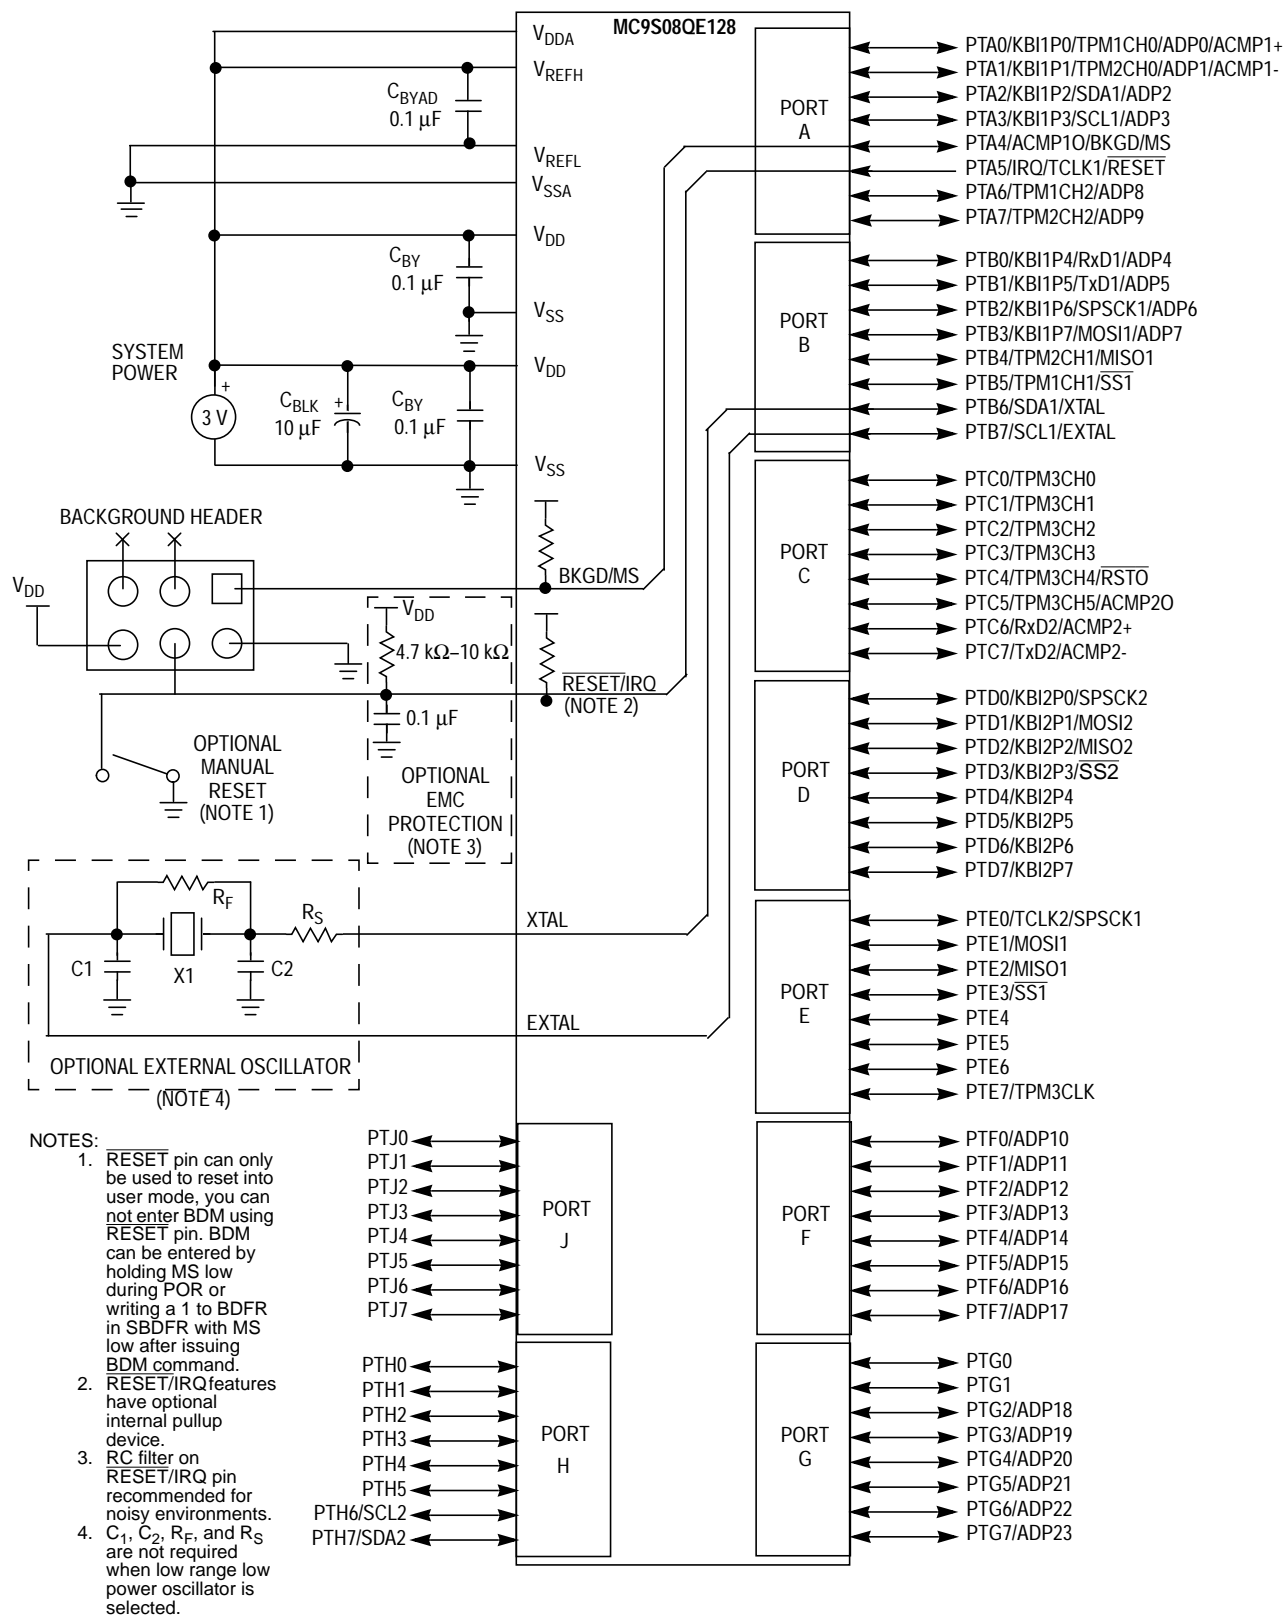 MC9S08QE128
VDDA
VREFH
CBYAD
0.1 µF
VREFL
VSSA
VDD
CBY
0.1 µF
VSS
SYSTEM
POWER
VDD
+
3 V
CBLK
+
10 µF
CBY
0.1 µF
VSS
BACKGROUND HEADER
VDD
BKGD/MS
VDD
4.7 kΩ–10 kΩ
0.1 µF
RESET/IRQ
(NOTE 2)
OPTIONAL
MANUAL
RESET
(NOTE 1)
OPTIONAL
EMC
PROTECTION
(NOTE 3)
RF
RS
C1
X1
C2
XTAL
EXTAL
OPTIONAL EXTERNAL OSCILLATOR
(NOTE 4)
PORT
A
PTA0/KBI1P0/TPM1CH0/ADP0/ACMP1+
PTA1/KBI1P1/TPM2CH0/ADP1/ACMP1-
PTA2/KBI1P2/SDA1/ADP2
PTA3/KBI1P3/SCL1/ADP3
PTA4/ACMP1O/BKGD/MS
PTA5/IRQ/TCLK1/RESET
PTA6/TPM1CH2/ADP8
PTA7/TPM2CH2/ADP9
PORT
B
PTB0/KBI1P4/RxD1/ADP4
PTB1/KBI1P5/TxD1/ADP5
PTB2/KBI1P6/SPSCK1/ADP6
PTB3/KBI1P7/MOSI1/ADP7
PTB4/TPM2CH1/MISO1
PTB5/TPM1CH1/SS1
PTB6/SDA1/XTAL
PTB7/SCL1/EXTAL
PORT
C
PTC0/TPM3CH0
PTC1/TPM3CH1
PTC2/TPM3CH2
PTC3/TPM3CH3
PTC4/TPM3CH4/RSTO
PTC5/TPM3CH5/ACMP2O
PTC6/RxD2/ACMP2+
PTC7/TxD2/ACMP2-
PORT
D
PTD0/KBI2P0/SPSCK2
PTD1/KBI2P1/MOSI2
PTD2/KBI2P2/MISO2
PTD3/KBI2P3/SS2
PTD4/KBI2P4
PTD5/KBI2P5
PTD6/KBI2P6
PTD7/KBI2P7
PORT
E
PTE0/TCLK2/SPSCK1
PTE1/MOSI1
PTE2/MISO1
PTE3/SS1
PTE4
PTE5
PTE6
PTE7/TPM3CLK
PORT
F
PTF0/ADP10
PTF1/ADP11
PTF2/ADP12
PTF3/ADP13
PTF4/ADP14
PTF5/ADP15
PTF6/ADP16
PTF7/ADP17
PORT
G
PTG0
PTG1
PTG2/ADP18
PTG3/ADP19
PTG4/ADP20
PTG5/ADP21
PTG6/ADP22
PTG7/ADP23
PTJ0
PTJ1
PTJ2
PTJ3
PTJ4
PTJ5
PTJ6
PTJ7
PORT
J
PTH0
PTH1
PTH2
PTH3
PTH4
PTH5
PTH6/SCL2
PTH7/SDA2
PORT
H
NOTES:
1. RESET pin can only
be used to reset into
user mode, you can
not enter BDM using
RESET pin. BDM
can be entered by
holding MS low
during POR or
writing a 1 to BDFR
in SBDFR with MS
low after issuing
BDM command.
2. RESET/IRQ features
have optional
internal pullup
device.
3. RC filter on
RESET/IRQ pin
recommended for
noisy environments.
4. C1, C2, RF, and RS
are not required
when low range low
power oscillator is
selected.